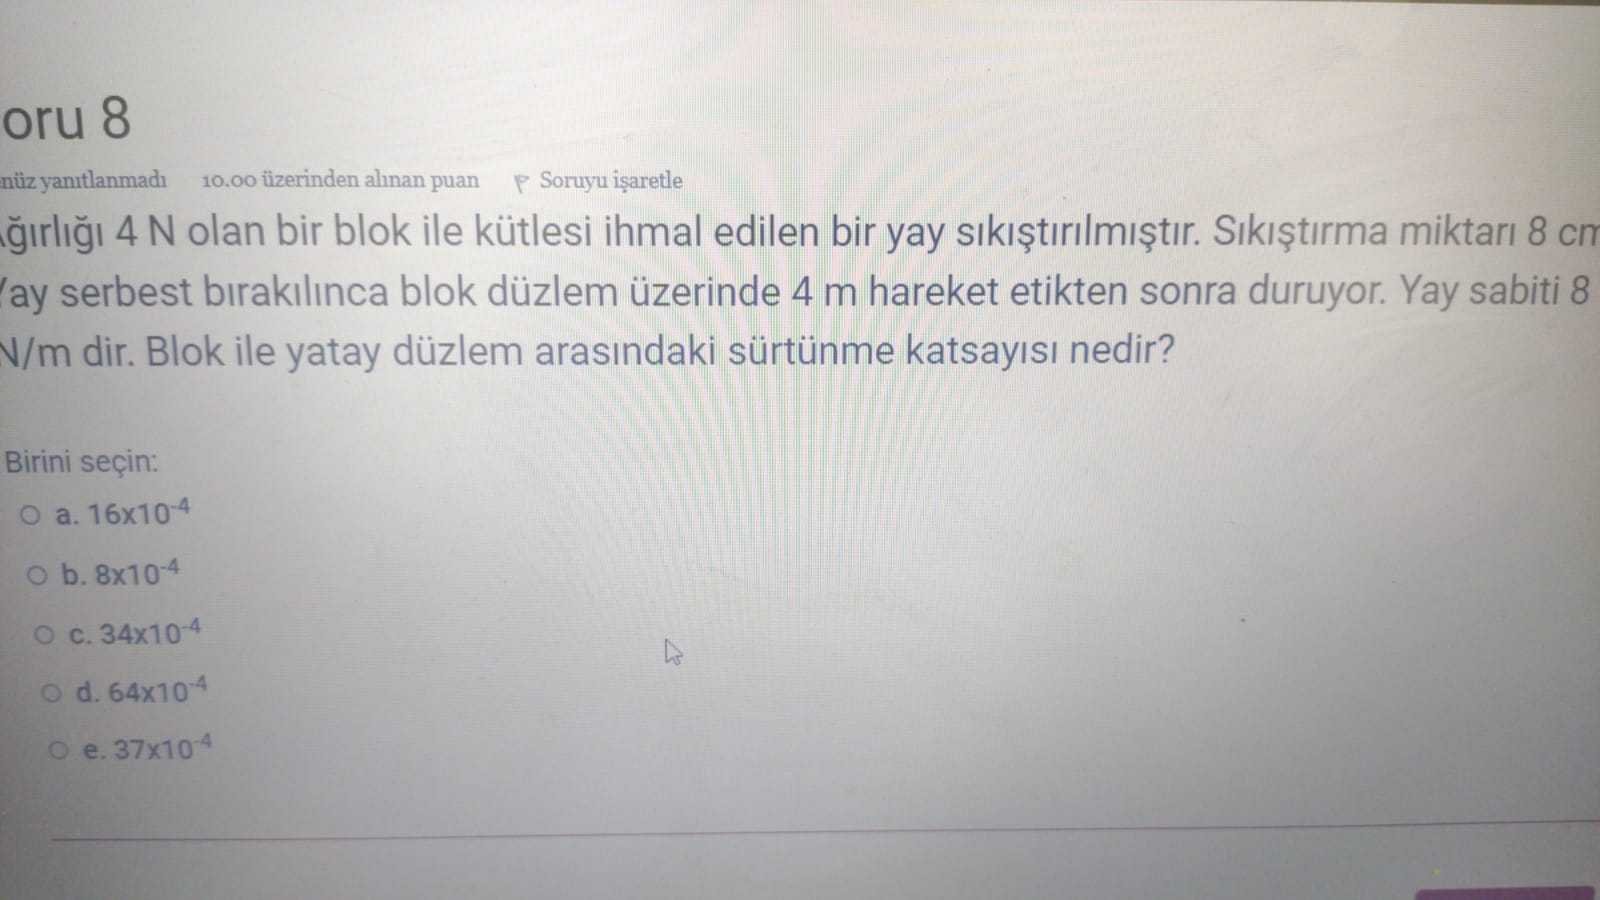 oru 8
nüz yanıtlanmadı 10.00 üzerinden alınan puan Soruyu işaretle
ğırlığı 4 N olan bir blok ile kütlesi ihmal edilen bir yay sıkıştırılmıştır. Sıkıştırma miktarı 8 cm
Yay serbest bırakılınca blok düzlem üzerinde 4 m hareket etikten sonra duruyor. Yay sabiti 8
N/m dir. Blok ile yatay düzlem arasındaki sürtünme katsayısı nedir?
Birini seçin:
a. 16x10⁻⁴
b. 8x10⁻⁴
c. 34x10⁻⁴
d. 64x10⁻⁴
e. 37x10⁻⁴